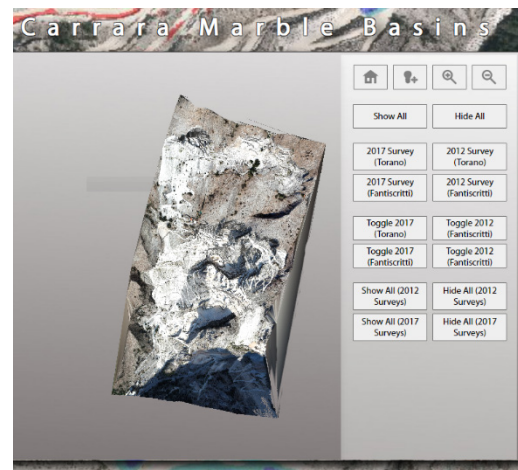 Carrara Marble Basins
Show All
Hide All
2017 Survey
(Torano)
2012 Survey
(Torano)
2017 Survey
(Fantiscritti)
2012 Survey
(Fantiscritti)
Toggle 2017
(Torano)
Toggle 2012
(Torano)
Toggle 2017
(Fantiscritti)
Toggle 2012
(Fantiscritti)
Show All (2012
Surveys)
Hide All (2012
Surveys)
Show All (2017
Surveys)
Hide All (2017
Surveys)